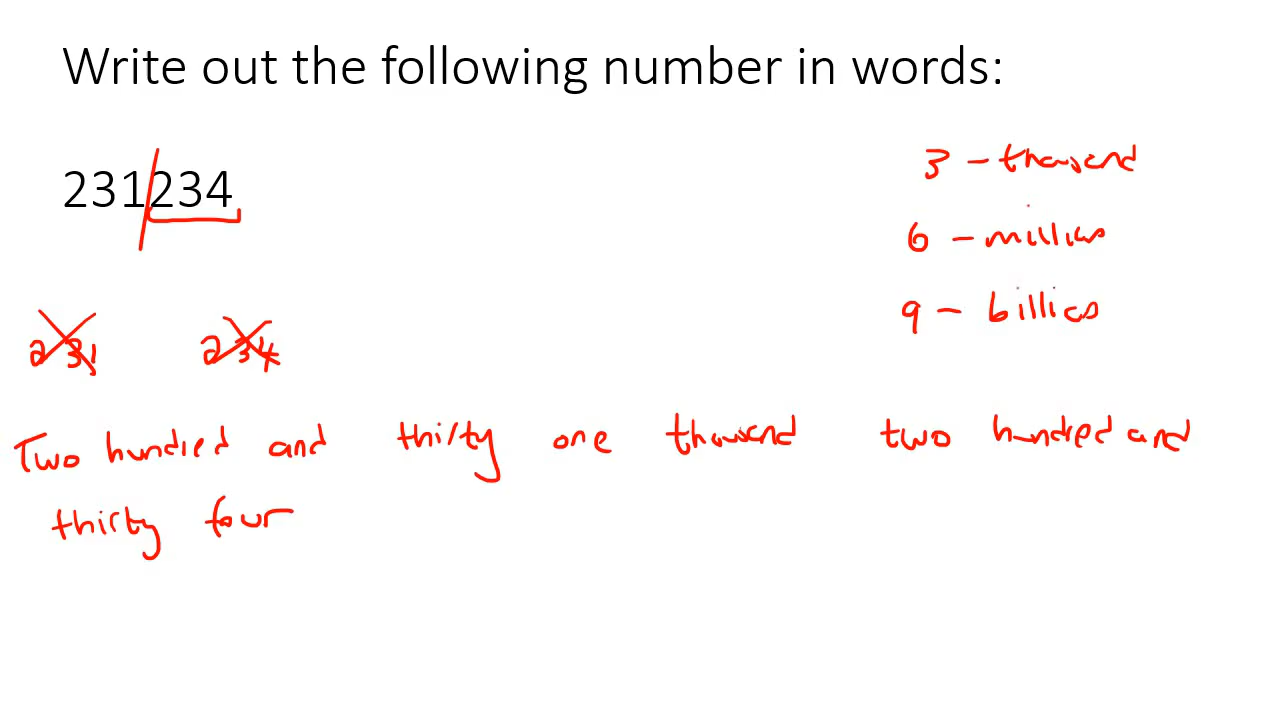 Write out the following number in words:
231234
3 - thousand
6 - million
9 - billion
231 234
Two hundred and thirty one thousand two hundred and
thirty four